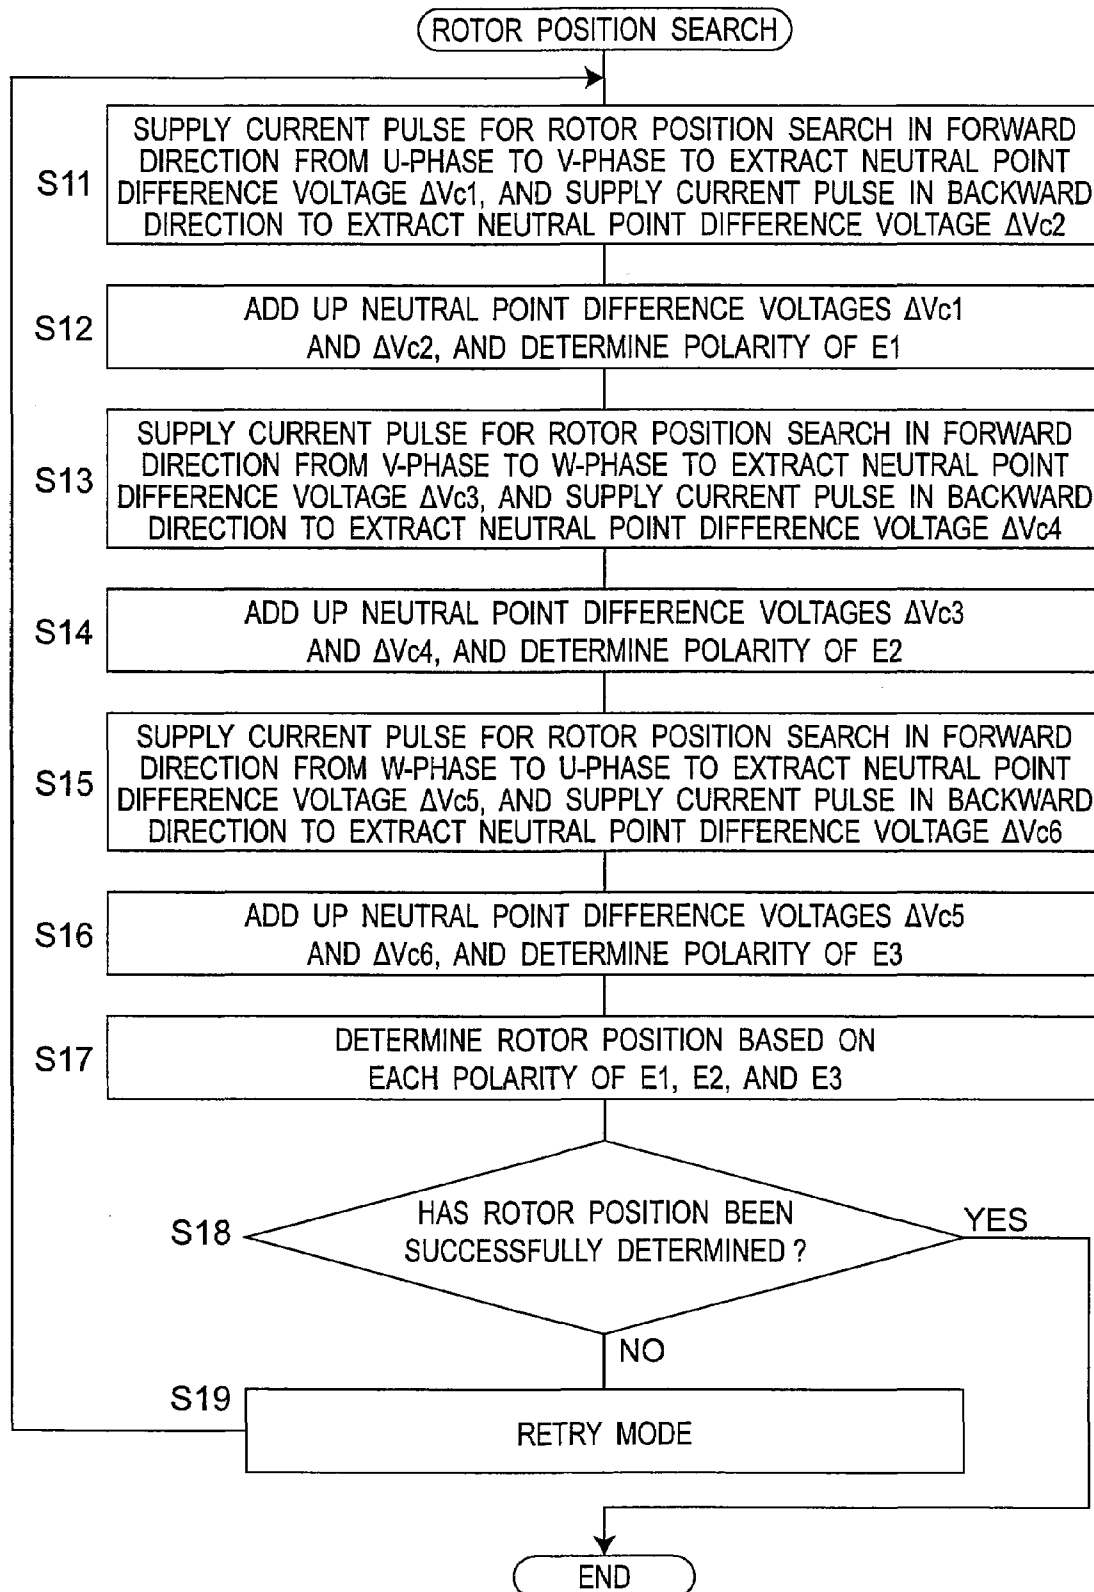 ROTOR POSITION SEARCH
S11
SUPPLY CURRENT PULSE FOR ROTOR POSITION SEARCH IN FORWARD
DIRECTION FROM U-PHASE TO V-PHASE TO EXTRACT NEUTRAL POINT
DIFFERENCE VOLTAGE ΔVc1, AND SUPPLY CURRENT PULSE IN BACKWARD
DIRECTION TO EXTRACT NEUTRAL POINT DIFFERENCE VOLTAGE ΔVc2
S12
ADD UP NEUTRAL POINT DIFFERENCE VOLTAGES ΔVc1
AND ΔVc2, AND DETERMINE POLARITY OF E1
S13
SUPPLY CURRENT PULSE FOR ROTOR POSITION SEARCH IN FORWARD
DIRECTION FROM V-PHASE TO W-PHASE TO EXTRACT NEUTRAL POINT
DIFFERENCE VOLTAGE ΔVc3, AND SUPPLY CURRENT PULSE IN BACKWARD
DIRECTION TO EXTRACT NEUTRAL POINT DIFFERENCE VOLTAGE ΔVc4
S14
ADD UP NEUTRAL POINT DIFFERENCE VOLTAGES ΔVc3
AND ΔVc4, AND DETERMINE POLARITY OF E2
S15
SUPPLY CURRENT PULSE FOR ROTOR POSITION SEARCH IN FORWARD
DIRECTION FROM W-PHASE TO U-PHASE TO EXTRACT NEUTRAL POINT
DIFFERENCE VOLTAGE ΔVc5, AND SUPPLY CURRENT PULSE IN BACKWARD
DIRECTION TO EXTRACT NEUTRAL POINT DIFFERENCE VOLTAGE ΔVc6
S16
ADD UP NEUTRAL POINT DIFFERENCE VOLTAGES ΔVc5
AND ΔVc6, AND DETERMINE POLARITY OF E3
S17
DETERMINE ROTOR POSITION BASED ON
EACH POLARITY OF E1, E2, AND E3
S18
HAS ROTOR POSITION BEEN
SUCCESSFULLY DETERMINED ?
YES
NO
S19
RETRY MODE
END